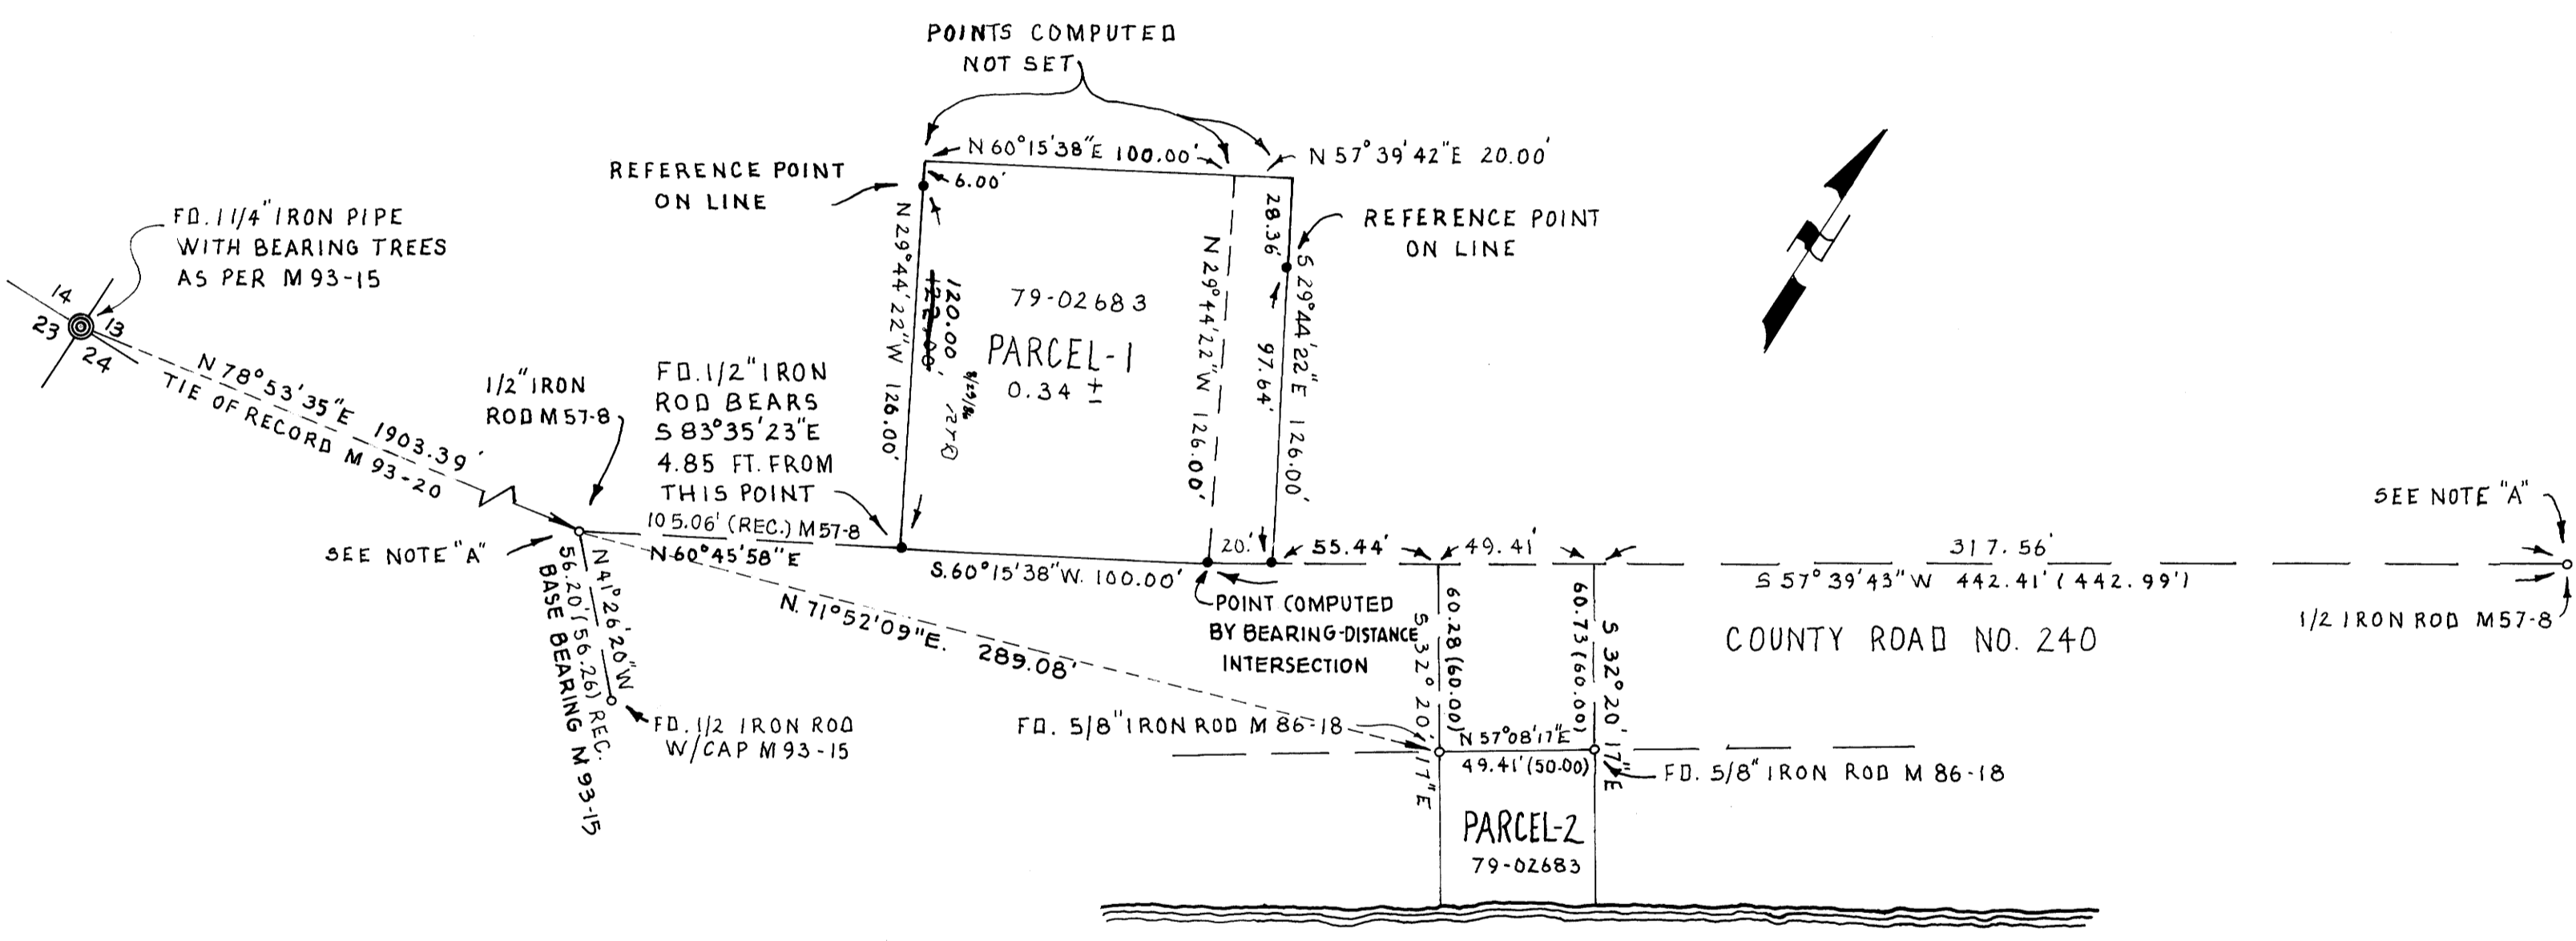 POINTS COMPUTED
NOT SET
N 60°15'38"E 100.00'
N 57°39'42"E 20.00'
REFERENCE POINT
ON LINE
6.00'
FD. 1 1/4" IRON PIPE
WITH BEARING TREES
AS PER M 93-15
14
13
23
24
N 78°53'35"E 1903.39'
TIE OF RECORD M 93-20
1/2" IRON
ROD M57-8
FD. 1/2" IRON
ROD BEARS
S 83°35'23"E
4.85 FT. FROM
THIS POINT
N 29°44'22"W 126.00'
120.00
122.00'
8/29/86
79-02683
PARCEL-1
0.34 ±
N 29°44'22"W 126.00'
28.36'
97.64'
S 29°44'22"E 126.00'
REFERENCE POINT
ON LINE
SEE NOTE "A"
105.06' (REC.) M57-8
N 60°45'58"E
S. 60°15'38"W. 100.00'
20.'
55.44'
49.41'
317.56'
S 57°39'43"W 442.41' (442.99')
SEE NOTE "A"
1/2 IRON ROD M57-8
COUNTY ROAD NO. 240
N 41°26'20"W
56.20' (56.26) REC.
BASE BEARING M 93-15
FD. 1/2 IRON ROD
W/CAP M 93-15
N. 71°52'09"E. 289.08'
POINT COMPUTED
BY BEARING-DISTANCE
INTERSECTION
S 32°20'17"E
60.28 (60.00)
60.73 (60.00)
S 32°20'17"E
FD. 5/8" IRON ROD M 86-18
N 57°08'17"E
49.41' (50.00)
FD. 5/8" IRON ROD M 86-18
PARCEL-2
79-02683